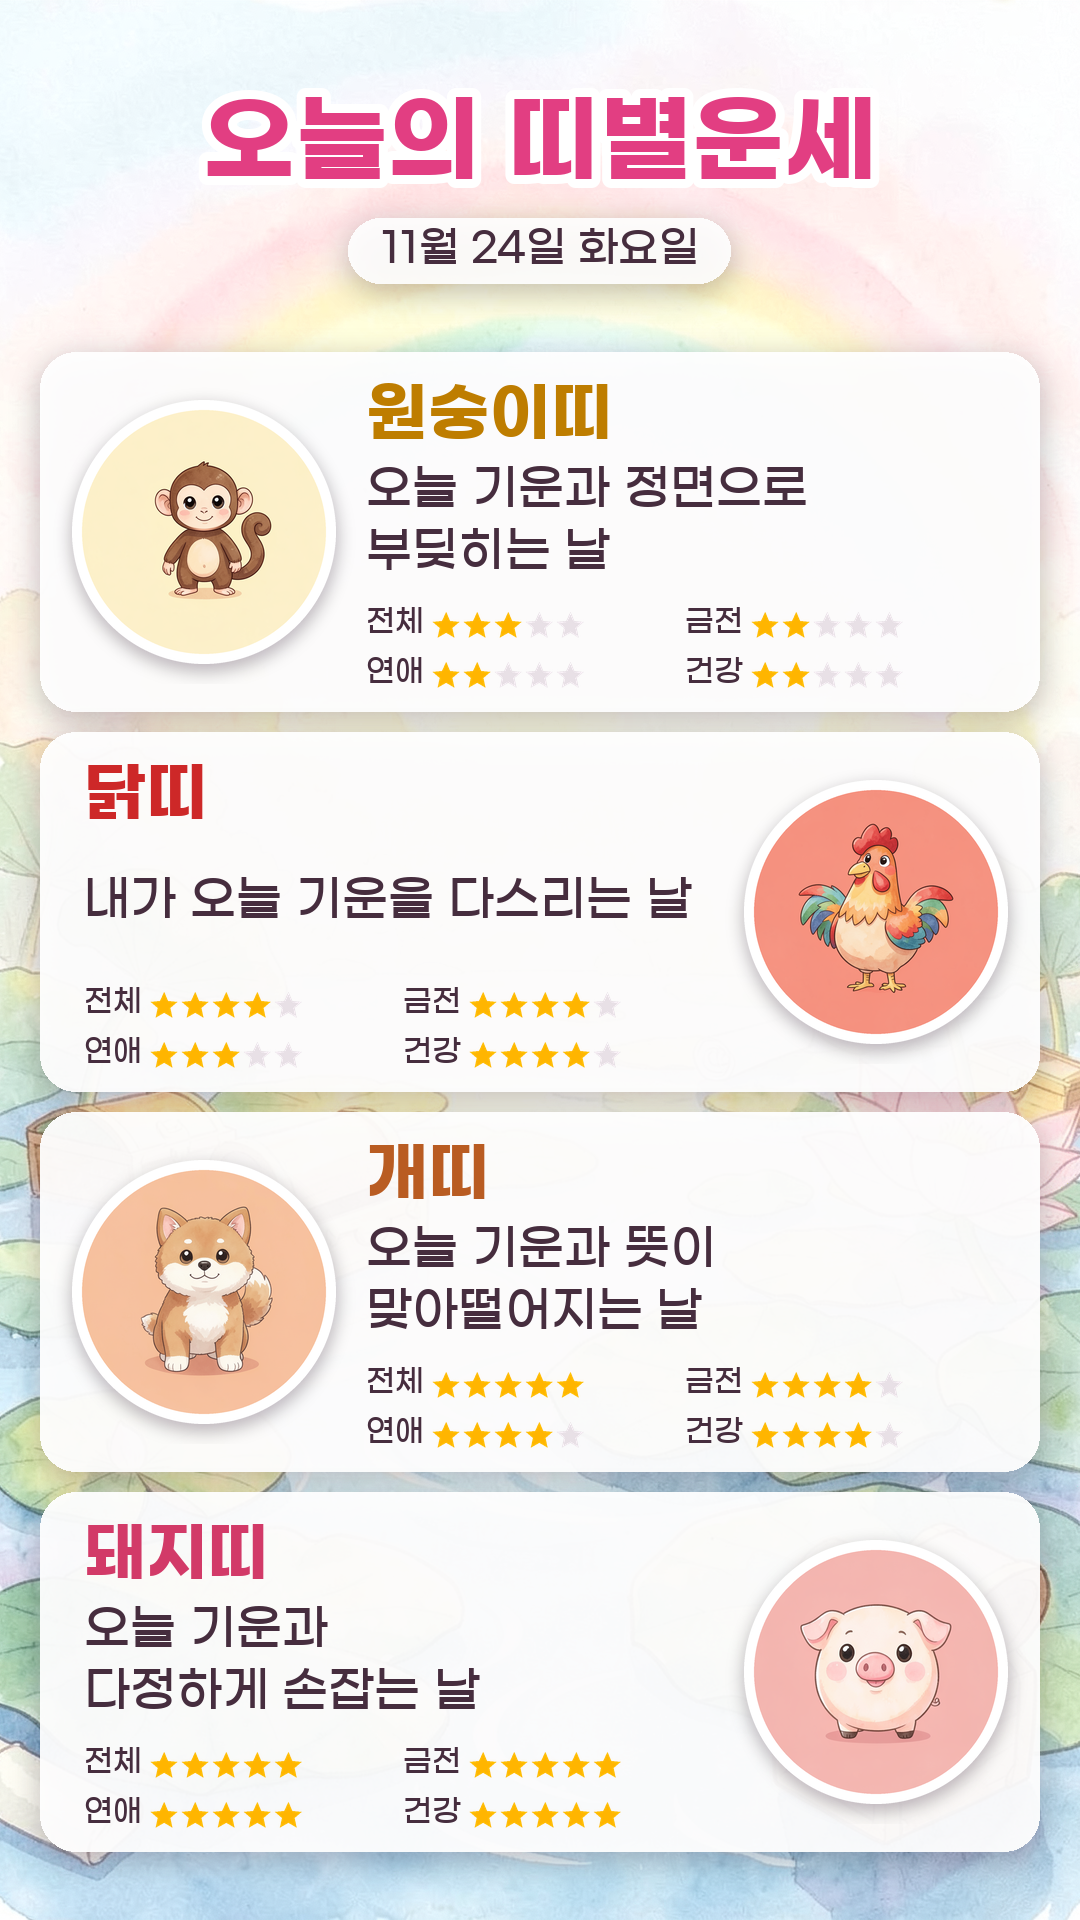 오늘의 띠별운세
11월 24일 화요일
원숭이띠
오늘 기운과 정면으로
부딪히는 날
전체 ★★★★★ 금전 ★★★★★
연애 ★★★★★ 건강 ★★★★★
닭띠
내가 오늘 기운을 다스리는 날
전체 ★★★★★ 금전 ★★★★★
연애 ★★★★★ 건강 ★★★★★
개띠
오늘 기운과 뜻이
맞아떨어지는 날
전체 ★★★★★ 금전 ★★★★★
연애 ★★★★★ 건강 ★★★★★
돼지띠
오늘 기운과
다정하게 손잡는 날
전체 ★★★★★ 금전 ★★★★★
연애 ★★★★★ 건강 ★★★★★